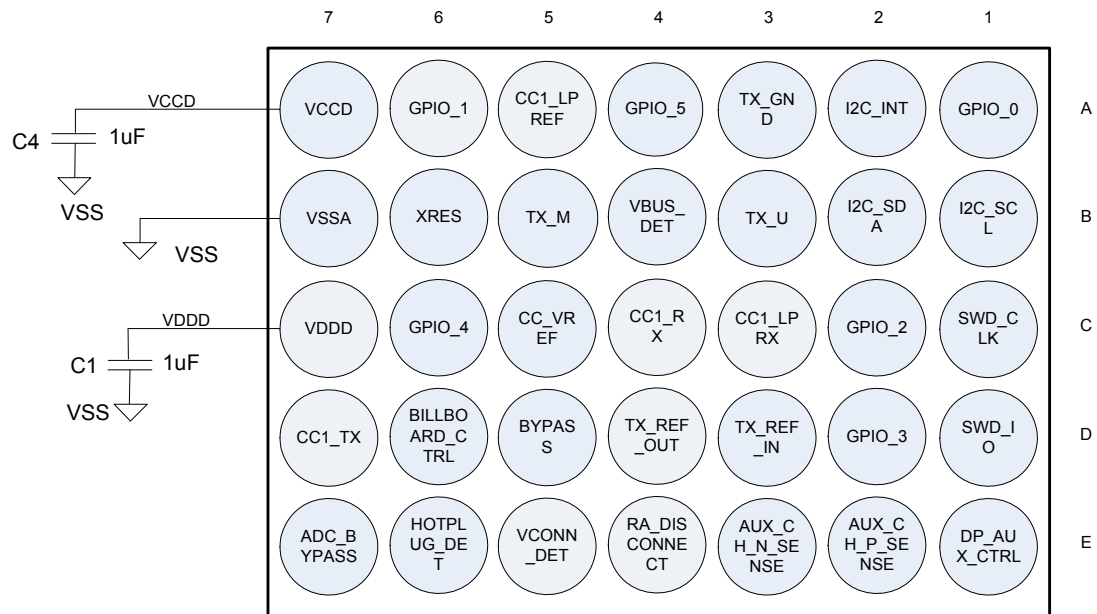 7 6 5 4 3 2 1
VCCD
C4
1uF
VSS
VCCD
GPIO_1
CC1_LP
REF
GPIO_5
TX_GN
D
I2C_INT
GPIO_0
A
VSS
VSSA
XRES
TX_M
VBUS_
DET
TX_U
I2C_SD
A
I2C_SC
L
B
VDDD
C1
1uF
VSS
VDDD
GPIO_4
CC_VR
EF
CC1_R
X
CC1_LP
RX
GPIO_2
SWD_C
LK
C
CC1_TX
BILLBO
ARD_C
TRL
BYPAS
S
TX_REF
_OUT
TX_REF
_IN
GPIO_3
SWD_I
O
D
ADC_B
YPASS
HOTPL
UG_DE
T
VCONN
_DET
RA_DIS
CONNE
CT
AUX_C
H_N_SE
NSE
AUX_C
H_P_SE
NSE
DP_AU
X_CTRL
E